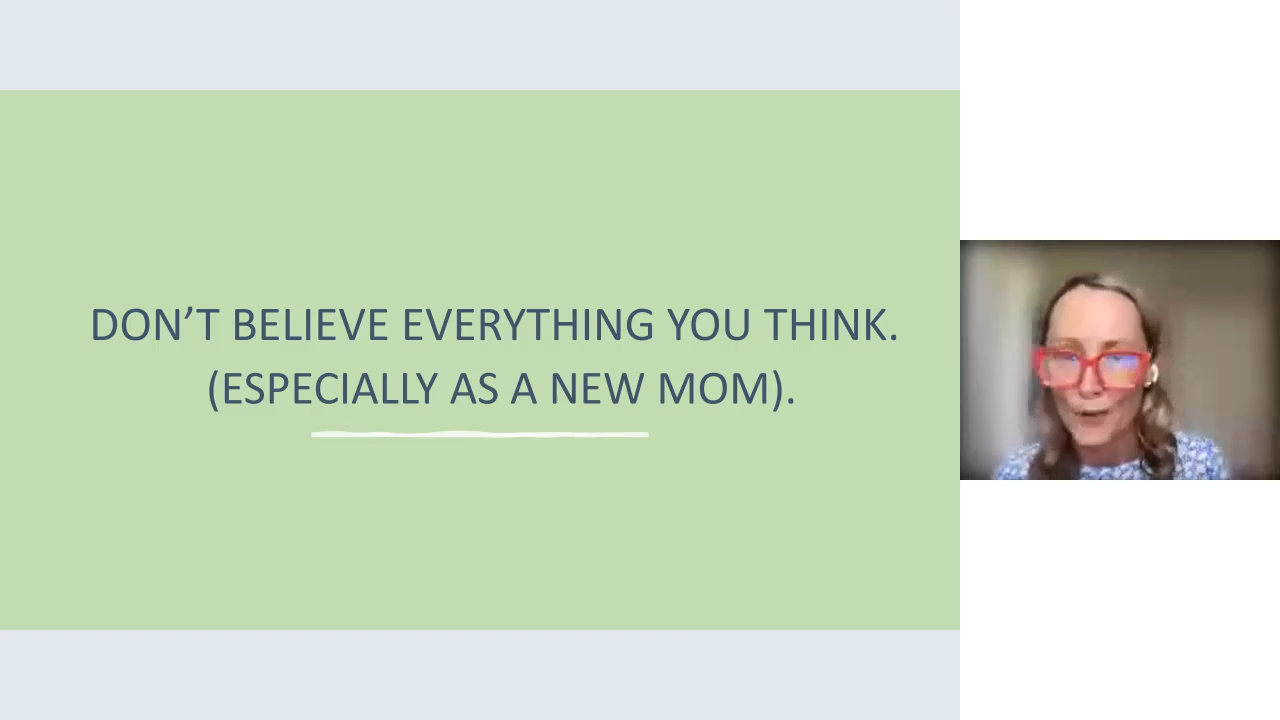 DON’T BELIEVE EVERYTHING YOU THINK.
(ESPECIALLY AS A NEW MOM).